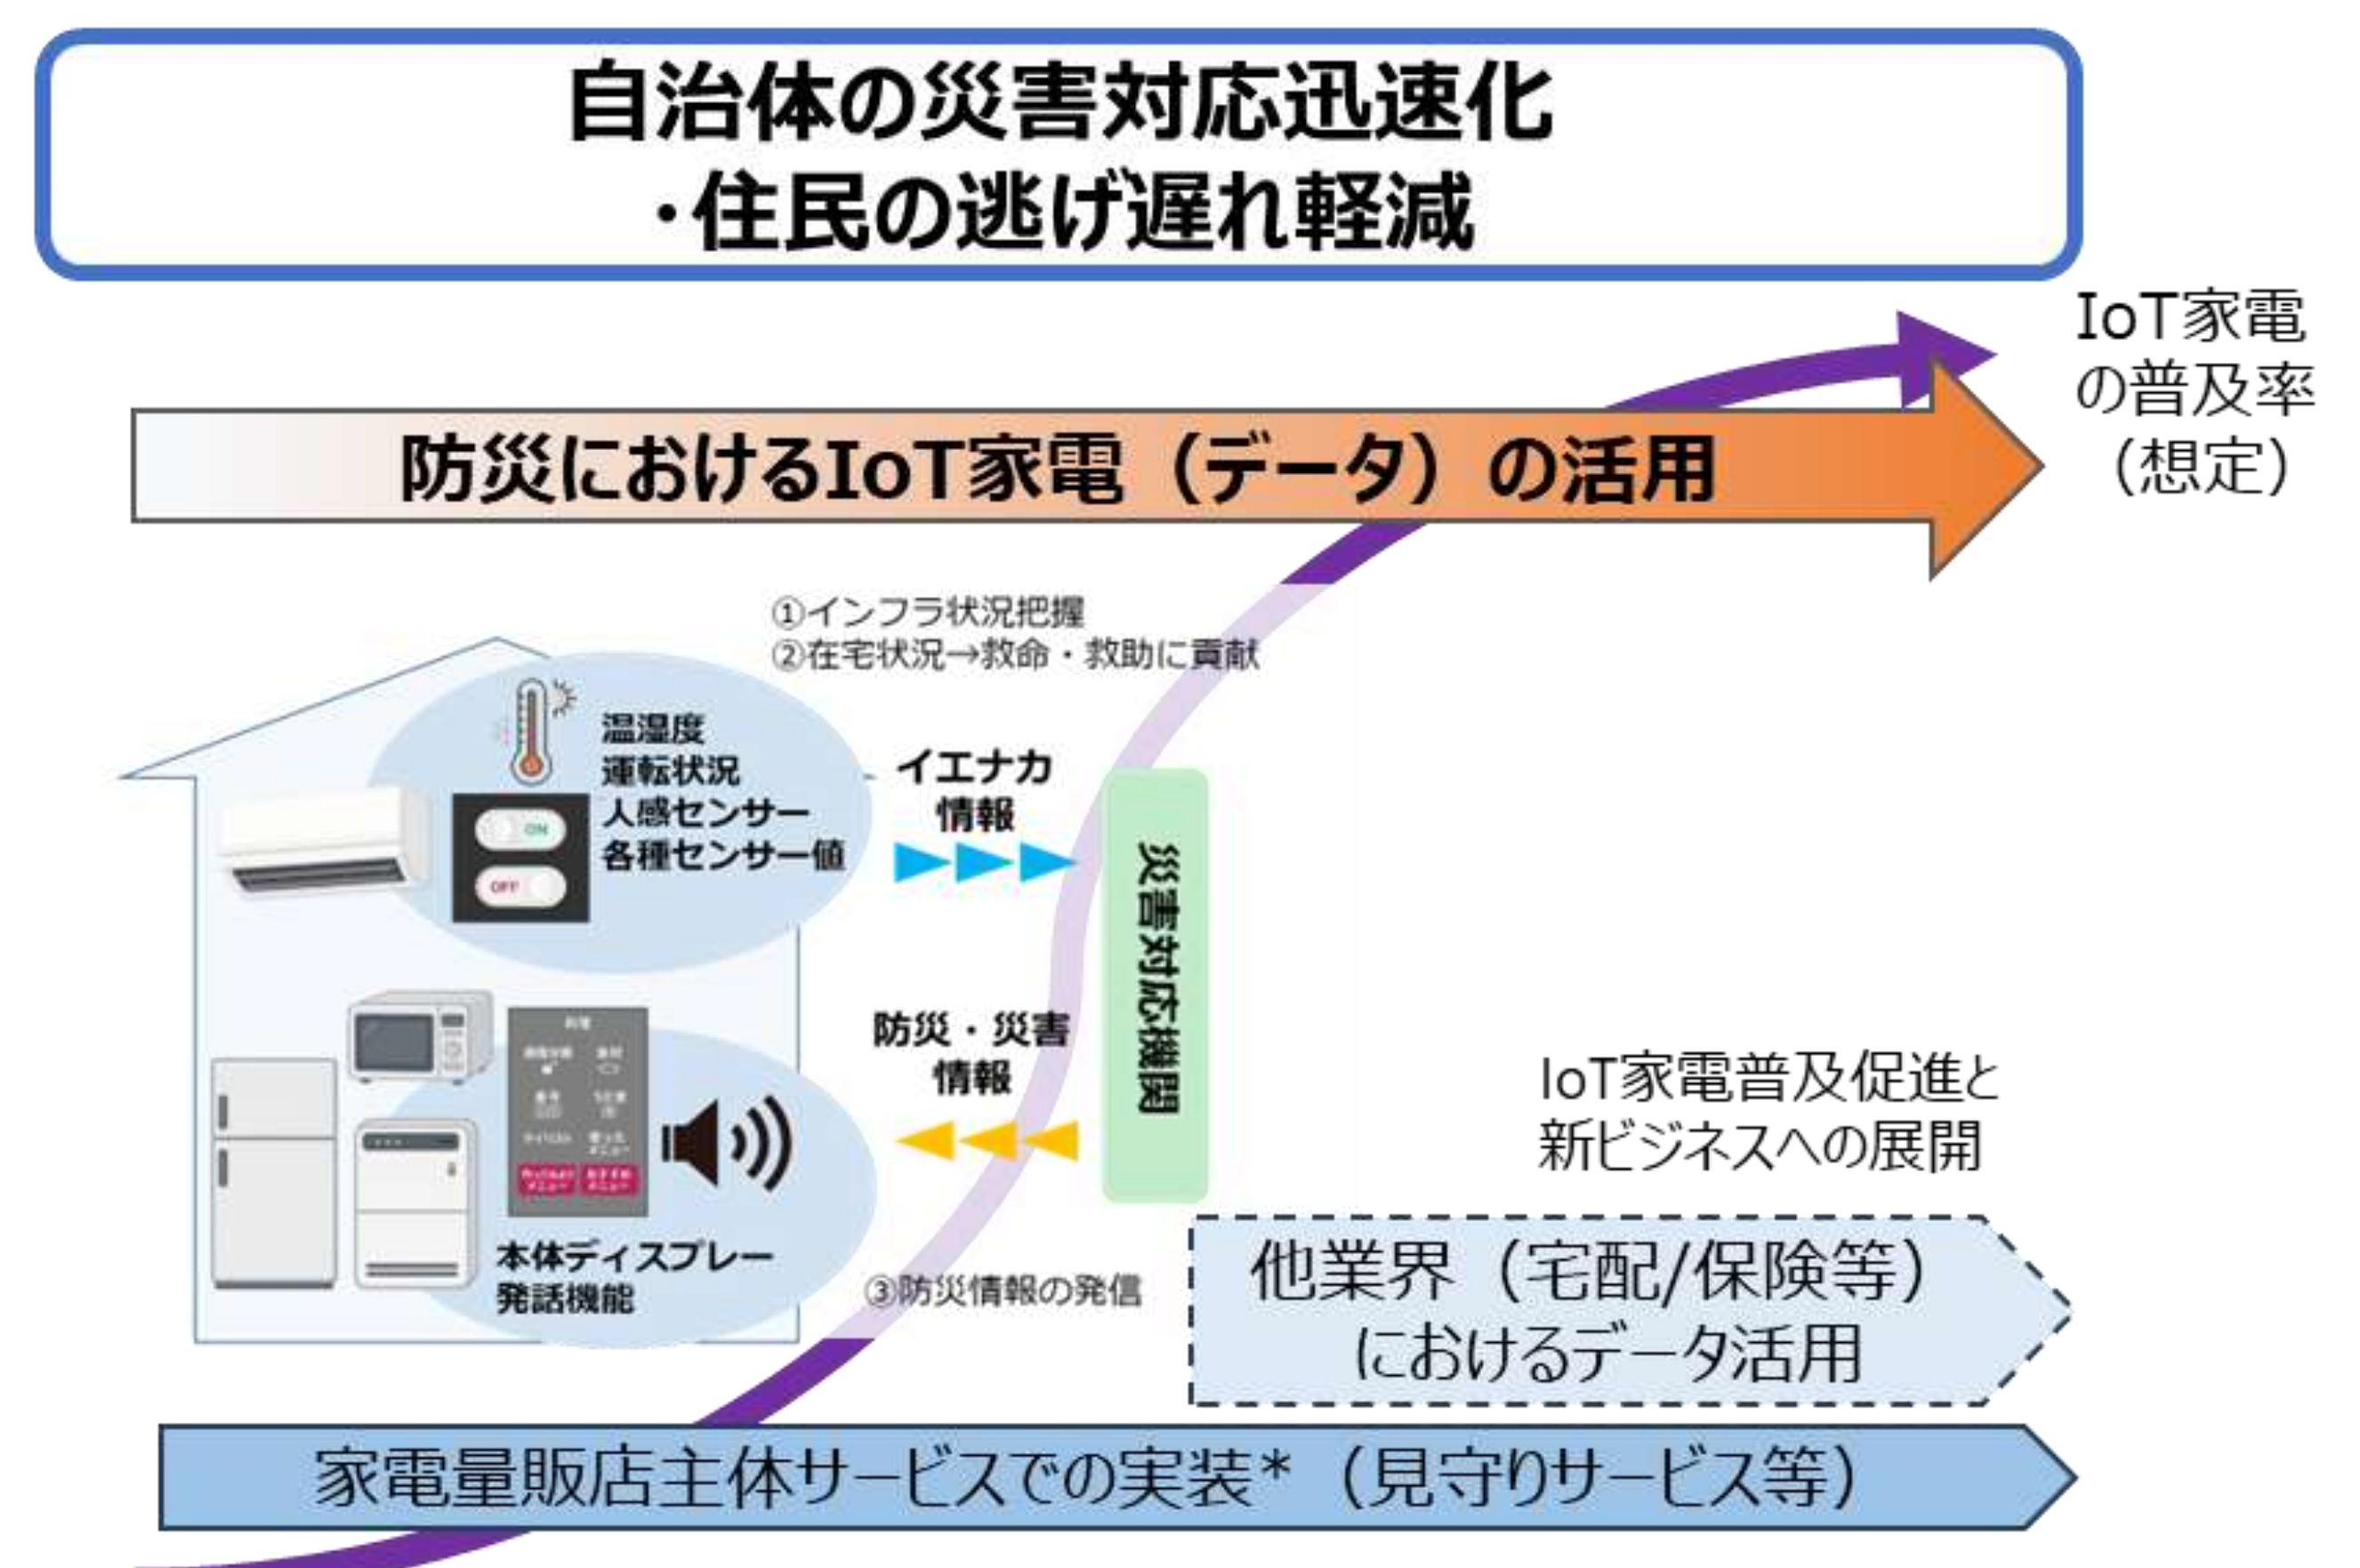 自治体の災害対応迅速化
・住民の逃げ遅れ軽減
IoT家電
の普及率
（想定）
防災におけるIoT家電（データ）の活用
①インフラ状況把握
②在宅状況→救命・救助に貢献
温湿度
運転状況
人感センサー
各種センサー値
ON
OFF
イエナカ
情報
災害対応機関
防災・災害
情報
本体ディスプレー
発話機能
③防災情報の発信
IoT家電普及促進と
新ビジネスへの展開
他業界（宅配/保険等）
におけるデータ活用
家電量販店主体サービスでの実装*（見守りサービス等）